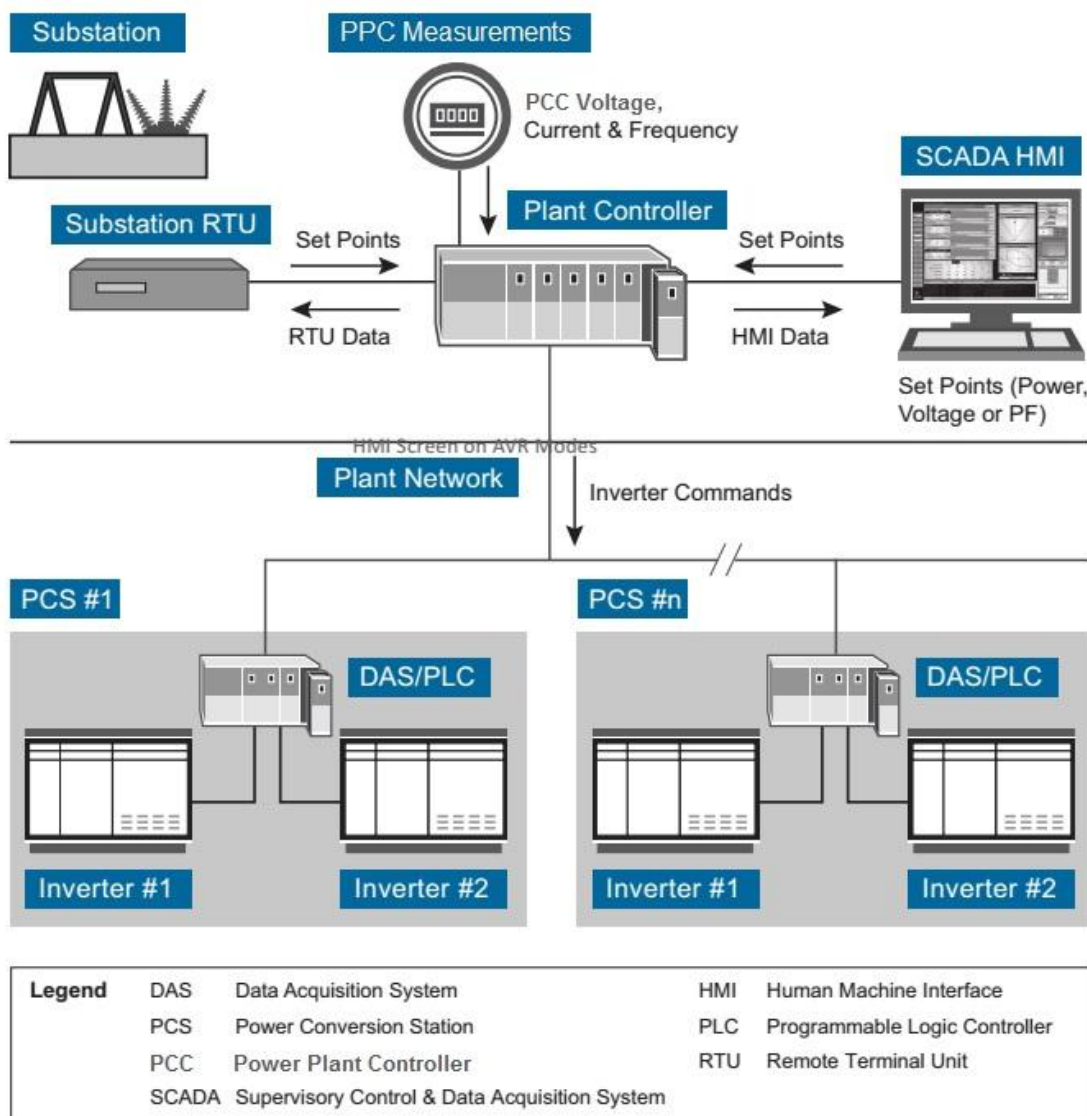 Substation
PPC Measurements
PCC Voltage,
Current & Frequency
SCADA HMI
Substation RTU
Plant Controller
Set Points
Set Points
RTU Data
HMI Data
Set Points (Power,
Voltage or PF)
HMI Screen on AVR Modes
Plant Network
Inverter Commands
PCS #1
PCS #n
DAS/PLC
DAS/PLC
Inverter #1
Inverter #2
Inverter #1
Inverter #2
Legend
DAS Data Acquisition System
HMI Human Machine Interface
PCS Power Conversion Station
PLC Programmable Logic Controller
PCC Power Plant Controller
RTU Remote Terminal Unit
SCADA Supervisory Control & Data Acquisition System